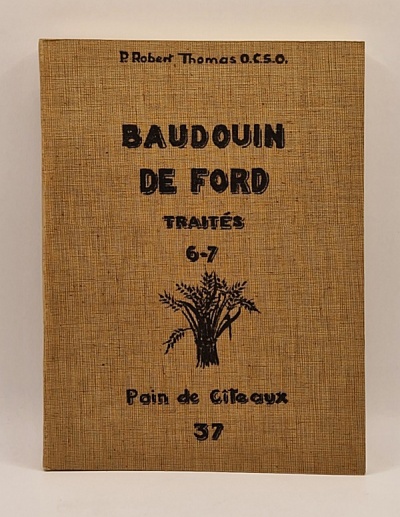 P. Robert Thomas O.C.S.O.
BAUDOUIN
DE FORD
TRAITÉS
6-7
Pain de Cîteaux
37